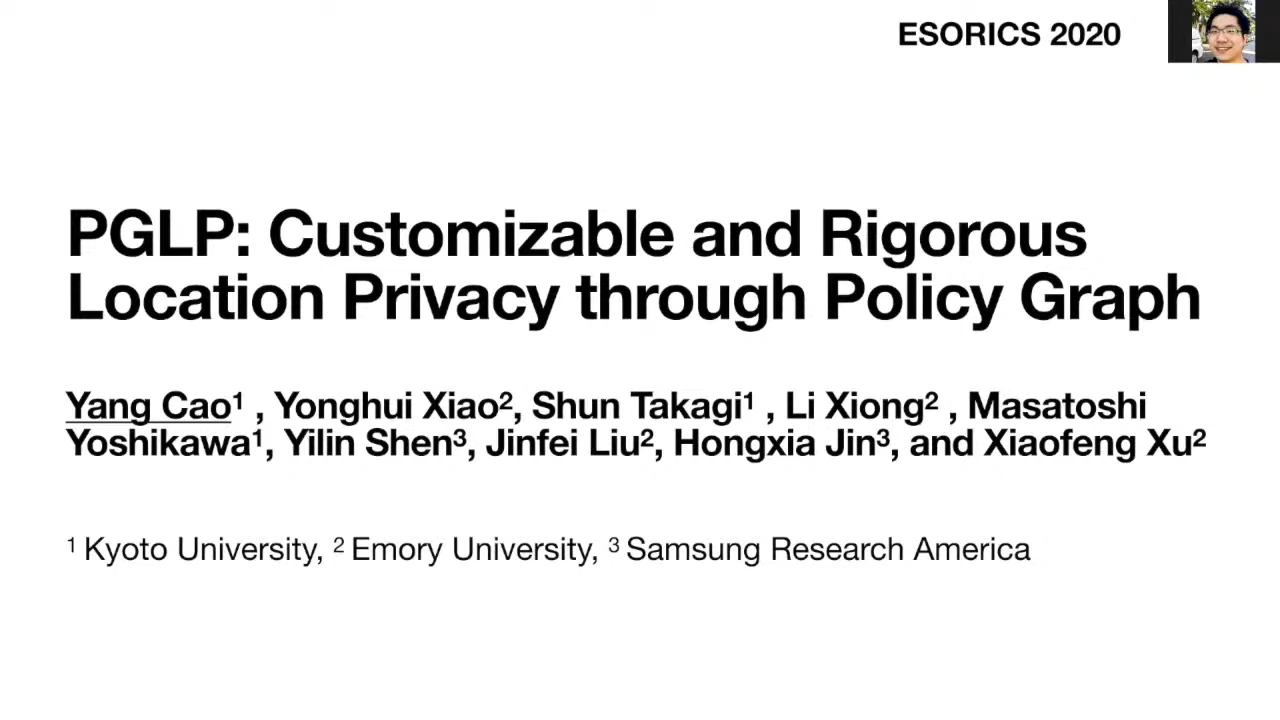 ESORICS 2020
PGLP: Customizable and Rigorous
Location Privacy through Policy Graph
Yang Cao¹ , Yonghui Xiao², Shun Takagi¹ , Li Xiong² , Masatoshi
Yoshikawa¹, Yilin Shen³, Jinfei Liu², Hongxia Jin³, and Xiaofeng Xu²
¹ Kyoto University, ² Emory University, ³ Samsung Research America